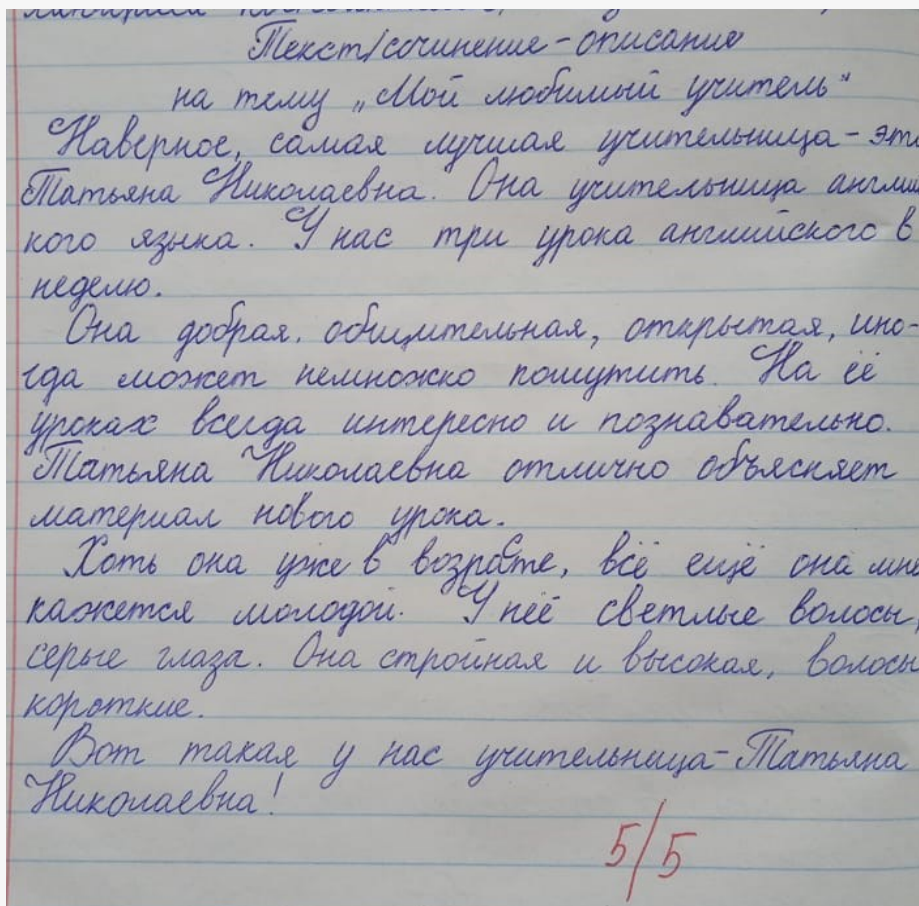 Текст/сочинение-описание
на тему „Мой любимый учитель“
Наверное, самая лучшая учительница - это
Татьяна Николаевна. Она учительница англий
кого языка. У нас три урока английского в
неделю.
Она добрая. общительная, открытая, ино-
гда может немножко пошутить. На её
уроках всегда интересно и познавательно.
Татьяна Николаевна отлично объясняет
материал нового урока.
Хоть она уже в возрасте, всё ещё она мне
кажется молодой. У неё светлые волосы,
серые глаза. Она стройная и высокая, волосы
короткие.
Вот такая у нас учительница - Татьяна
Николаевна!
5/5